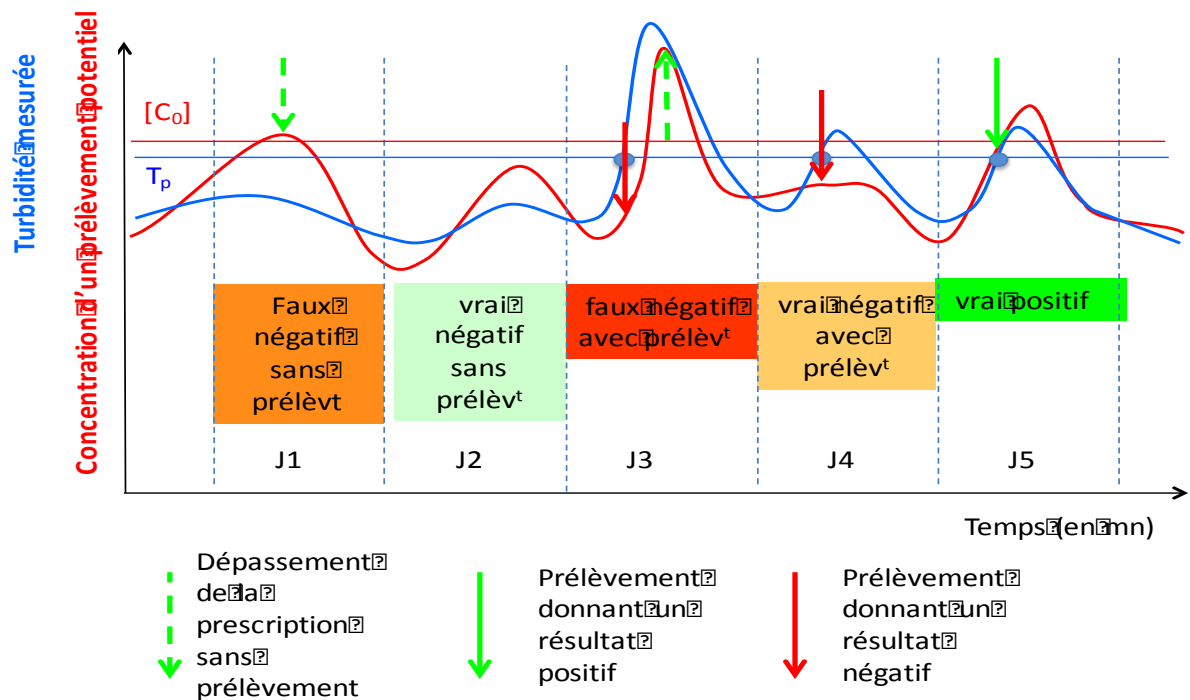 Turbidité⍰mesurée
Concentration⍰d'un⍰prélèvement⍰potentiel
[C₀]
Tₚ
Faux⍰
négatif⍰
sans⍰
prélèvt
vrai⍰
négatif
sans
prélèvᵗ
faux⍰négatif⍰
avec⍰prélèvᵗ
vrai⍰négatif⍰
avec⍰
prélèvᵗ
vrai⍰positif
J1 J2 J3 J4 J5
Temps⍰(en⍰mn)
Dépassement⍰
de⍰la⍰
prescription⍰
sans⍰
prélèvement
Prélèvement⍰
donnant⍰un⍰
résultat⍰
positif
Prélèvement⍰
donnant⍰un⍰
résultat⍰
négatif